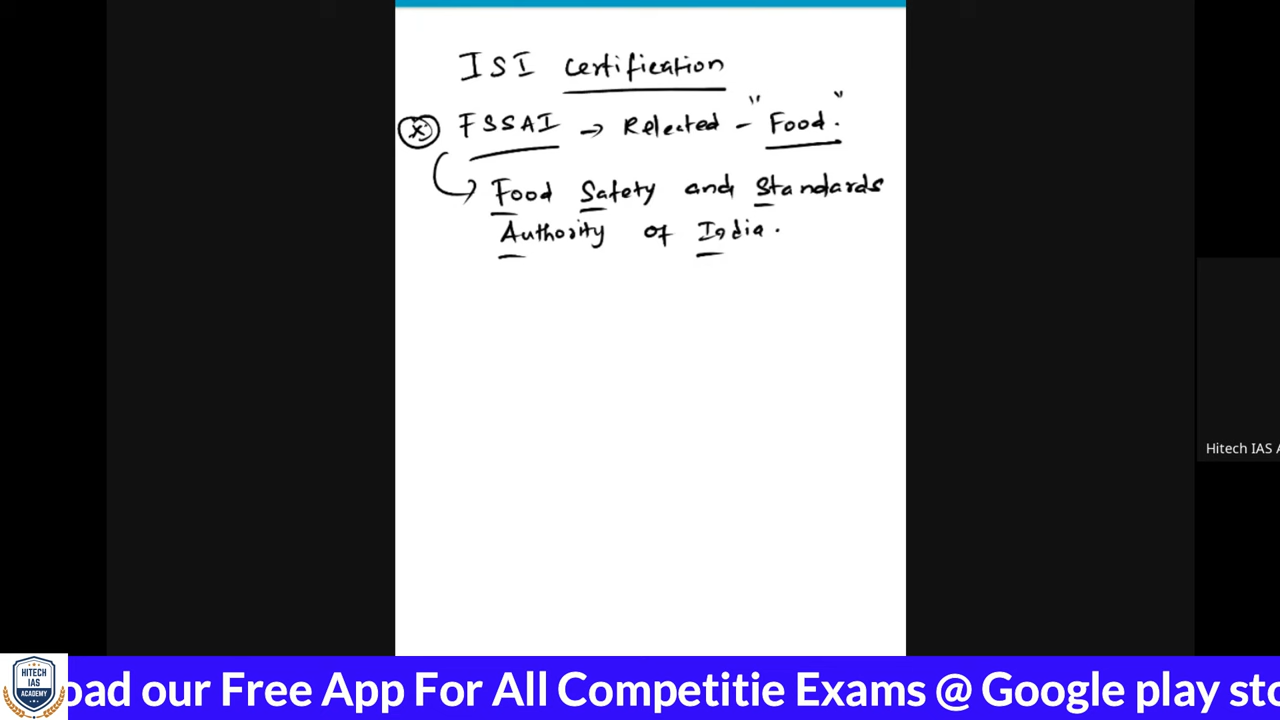 ISI Certification
FSSAI → Relected - "Food".
Food Safety and Standards
Authority of India.
Hitech IAS A
HITECH
IAS
ACADEMY
oad our Free App For All Competitie Exams @ Google play sto